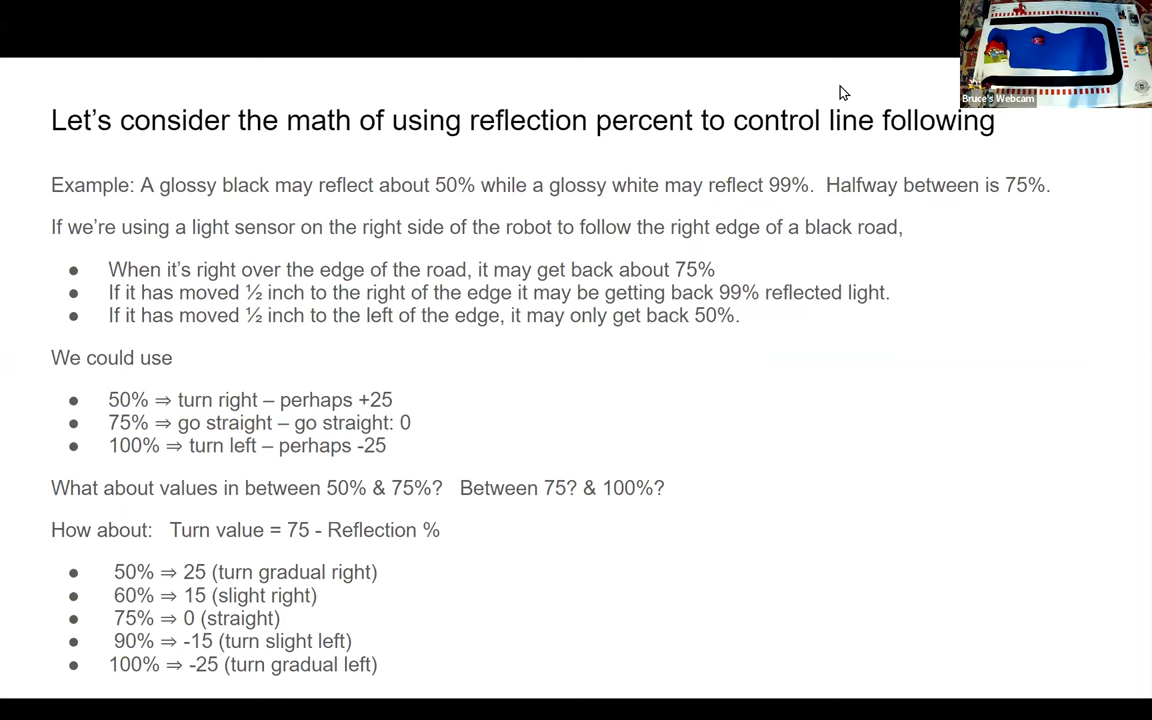 Bruce's Webcam
Let's consider the math of using reflection percent to control line following
Example: A glossy black may reflect about 50% while a glossy white may reflect 99%.  Halfway between is 75%.
If we're using a light sensor on the right side of the robot to follow the right edge of a black road,
● When it's right over the edge of the road, it may get back about 75%
● If it has moved ½ inch to the right of the edge it may be getting back 99% reflected light.
● If it has moved ½ inch to the left of the edge, it may only get back 50%.
We could use
● 50% ⇒ turn right – perhaps +25
● 75% ⇒ go straight – go straight: 0
● 100% ⇒ turn left – perhaps -25
What about values in between 50% & 75%?   Between 75? & 100%?
How about:   Turn value = 75 - Reflection %
● 50% ⇒ 25 (turn gradual right)
● 60% ⇒ 15 (slight right)
● 75% ⇒ 0 (straight)
● 90% ⇒ -15 (turn slight left)
● 100% ⇒ -25 (turn gradual left)